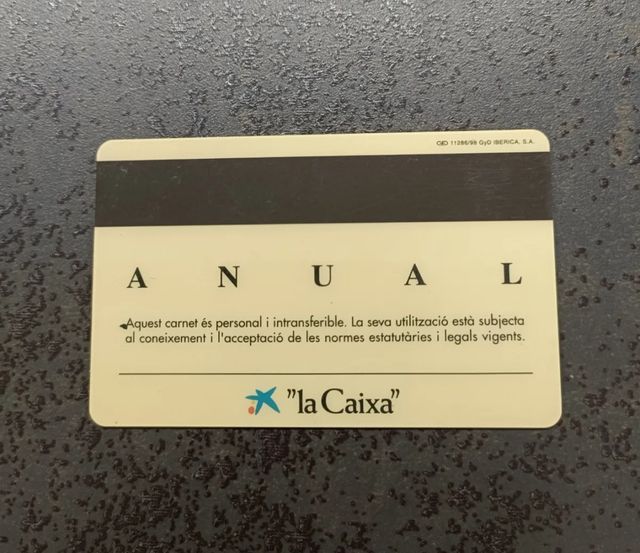 GyD 11286/98 GyD IBERICA, S.A.
A N U A L
Aquest carnet és personal i intransferible. La seva utilització està subjecta
al coneixement i l'acceptació de les normes estatutàries i legals vigents.
"la Caixa"